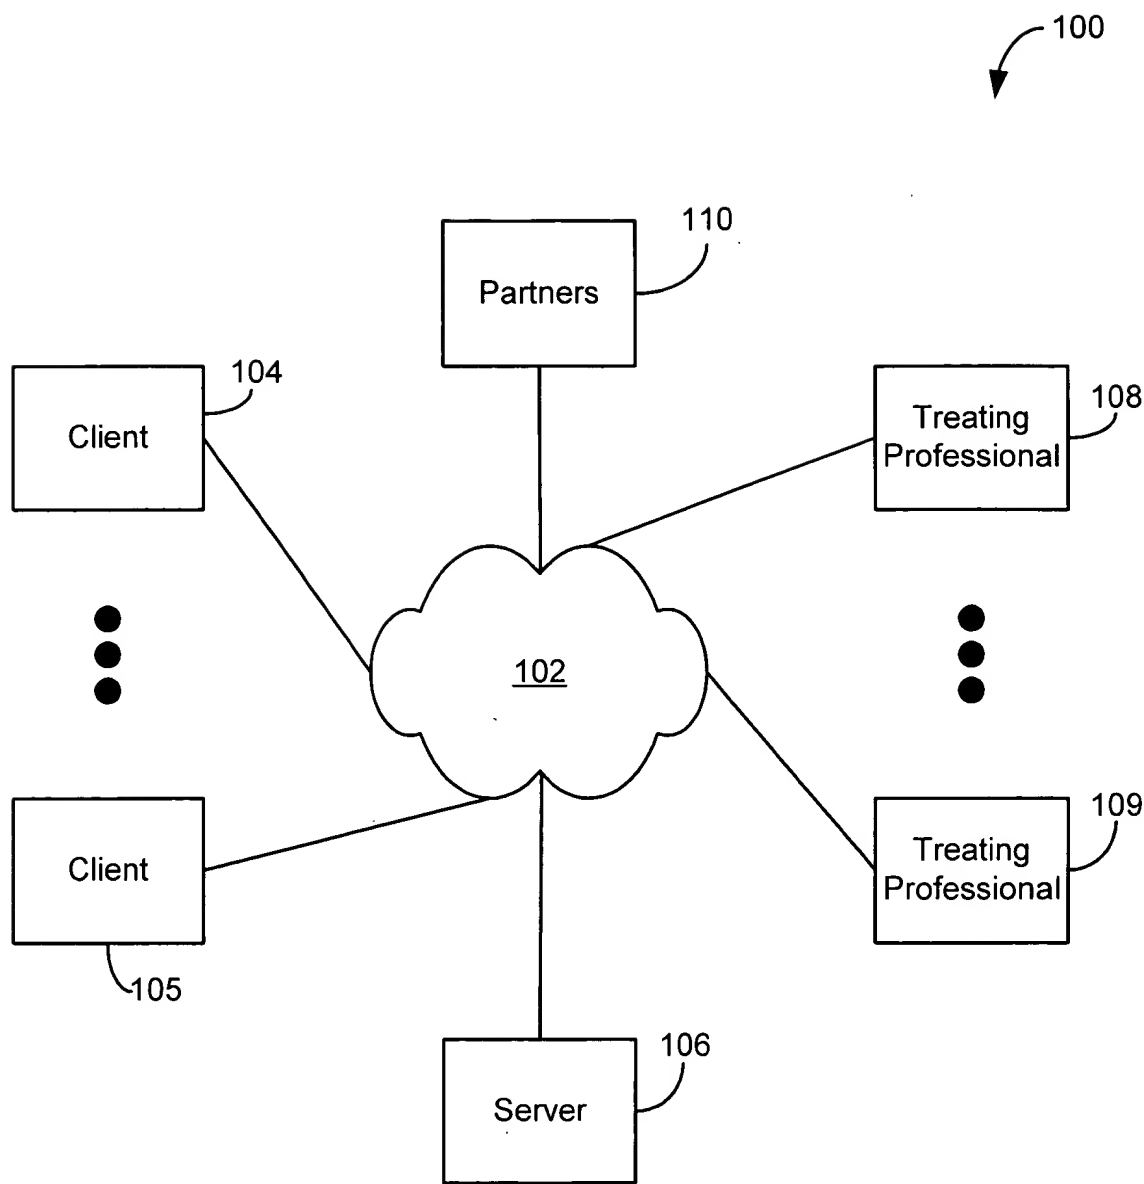 100
110
Partners
104
Client
108
Treating
Professional
102
109
Treating
Professional
Client
105
106
Server